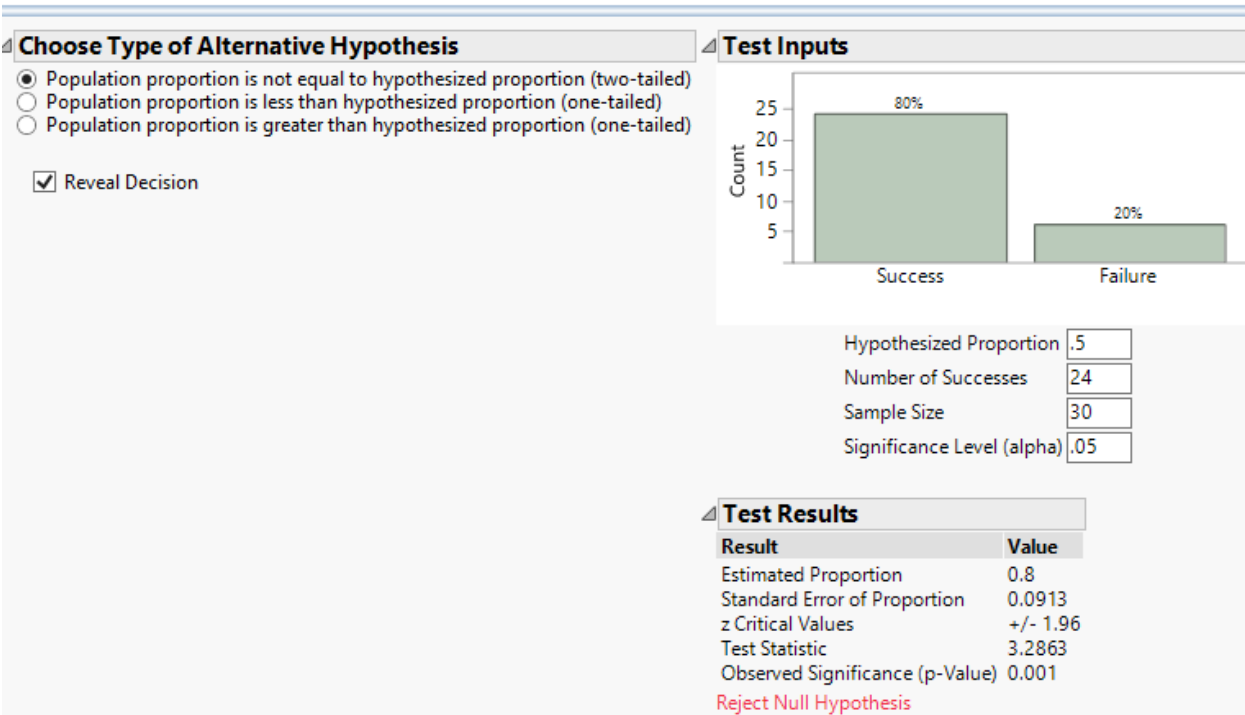 Choose Type of Alternative Hypothesis
Population proportion is not equal to hypothesized proportion (two-tailed)
Population proportion is less than hypothesized proportion (one-tailed)
Population proportion is greater than hypothesized proportion (one-tailed)
Reveal Decision
Test Inputs
80%
20%
Count
25
20
15
10
5
Success Failure
Hypothesized Proportion .5
Number of Successes 24
Sample Size 30
Significance Level (alpha) .05
Test Results
Result Value
Estimated Proportion 0.8
Standard Error of Proportion 0.0913
z Critical Values +/- 1.96
Test Statistic 3.2863
Observed Significance (p-Value) 0.001
Reject Null Hypothesis